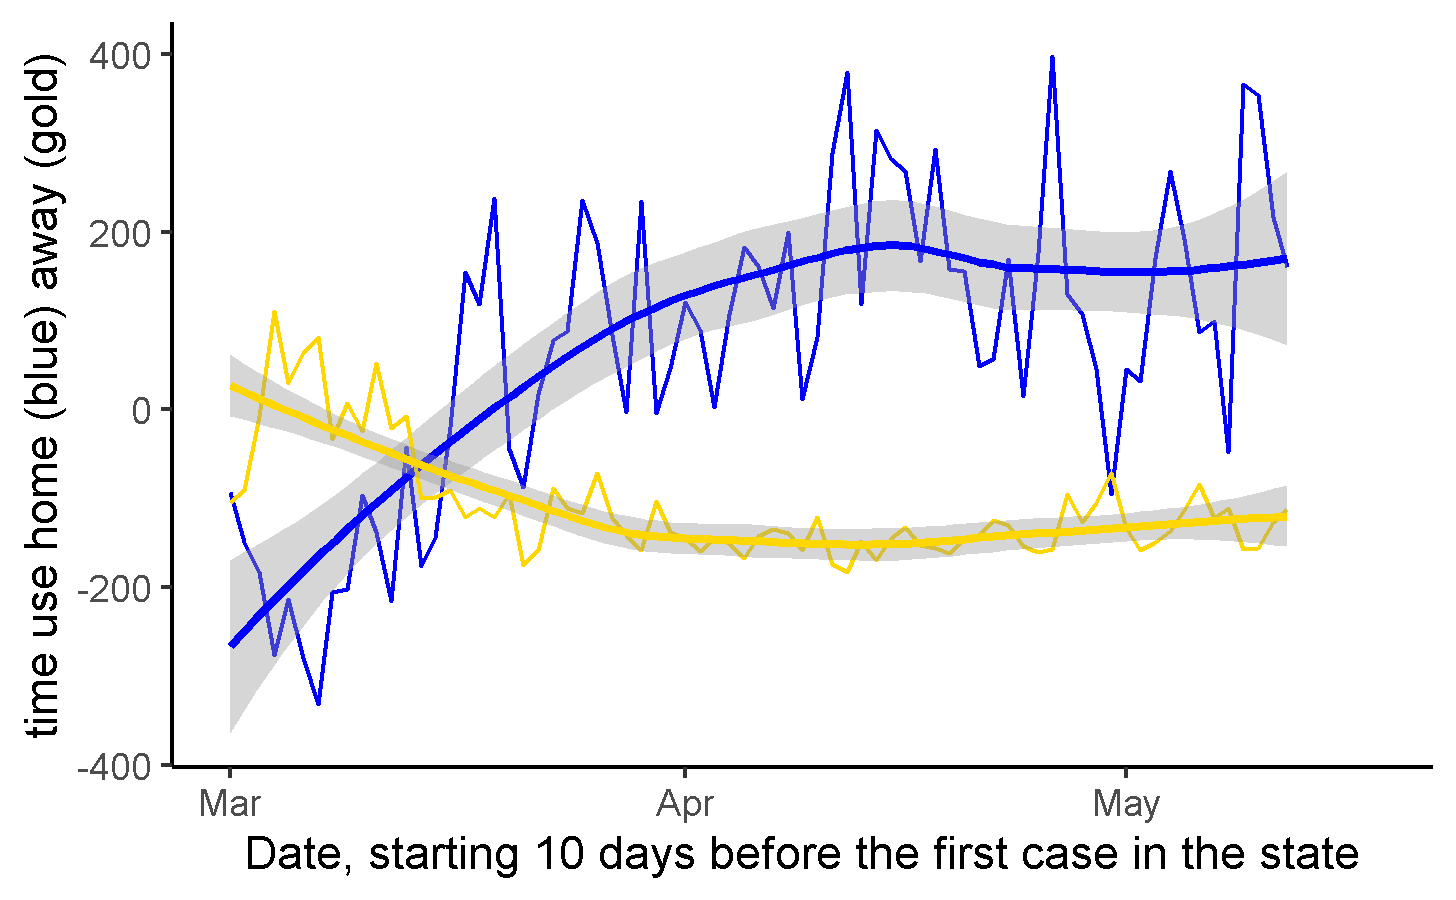 time use home (blue) away (gold)
400
200
0
-200
-400
Mar
Apr
May
Date, starting 10 days before the first case in the state